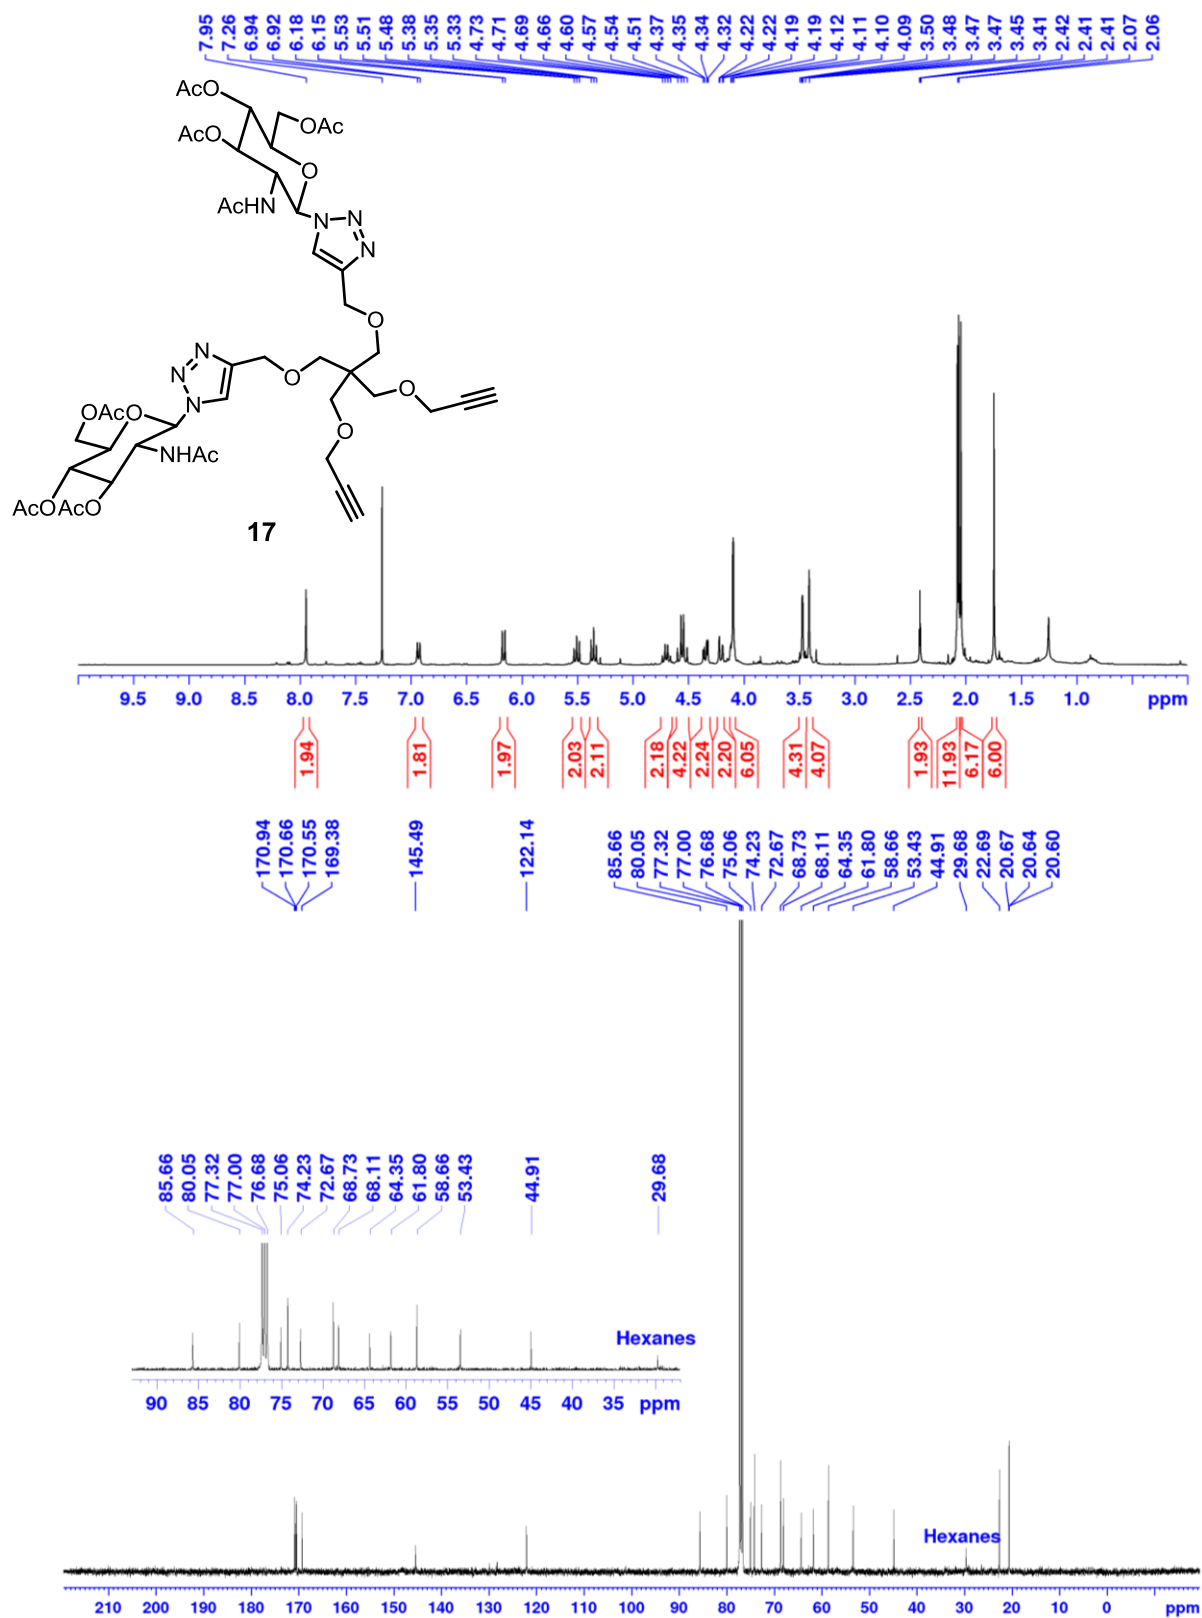 7.95 7.26 6.94 6.92 6.18 6.15 5.53 5.51 5.48 5.38 5.35 5.33 4.73 4.71 4.69 4.66 4.60 4.57 4.54 4.51 4.37 4.35 4.34 4.32 4.22 4.22 4.19 4.19 4.12 4.11 4.10 4.09 3.50 3.48 3.47 3.47 3.45 3.41 2.42 2.41 2.41 2.07 2.06
AcO
OAc
AcO
O
AcHN
N N
N
O
N
N
O
O
N
OAcO
NHAc
O
AcOAcO
17
9.5 9.0 8.5 8.0 7.5 7.0 6.5 6.0 5.5 5.0 4.5 4.0 3.5 3.0 2.5 2.0 1.5 1.0 ppm
1.94 1.81 1.97 2.03 2.11 2.18 4.22 2.24 2.20 6.05 4.31 4.07 1.93 11.93 6.17 6.00
170.94 170.66 170.55 169.38 145.49 122.14 85.66 80.05 77.32 77.00 76.68 75.06 74.23 72.67 68.73 68.11 64.35 61.80 58.66 53.43 44.91 29.68 22.69 20.67 20.64 20.60
85.66 80.05 77.32 77.00 76.68 75.06 74.23 72.67 68.73 68.11 64.35 61.80 58.66 53.43 44.91 29.68
Hexanes
90 85 80 75 70 65 60 55 50 45 40 35 ppm
Hexanes
210 200 190 180 170 160 150 140 130 120 110 100 90 80 70 60 50 40 30 20 10 0 ppm